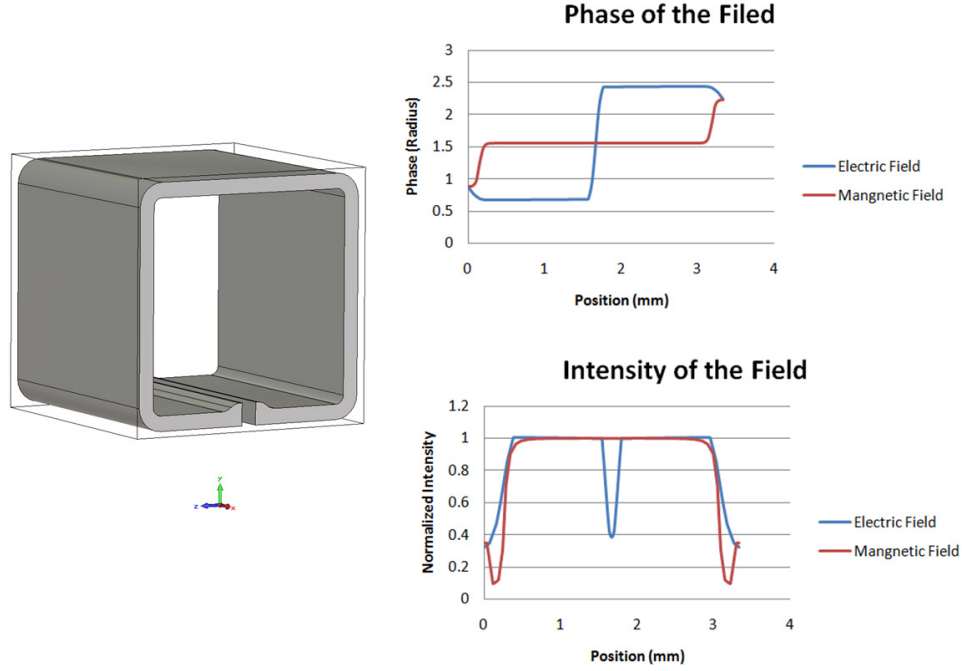 Phase of the Filed
3
2.5
2
1.5
1
0.5
0
0 1 2 3 4
Phase (Radius)
Position (mm)
Electric Field
Mangnetic Field
y
z x
Intensity of the Field
1.2
1
0.8
0.6
0.4
0.2
0
0 1 2 3 4
Normalized Intensity
Position (mm)
Electric Field
Mangnetic Field